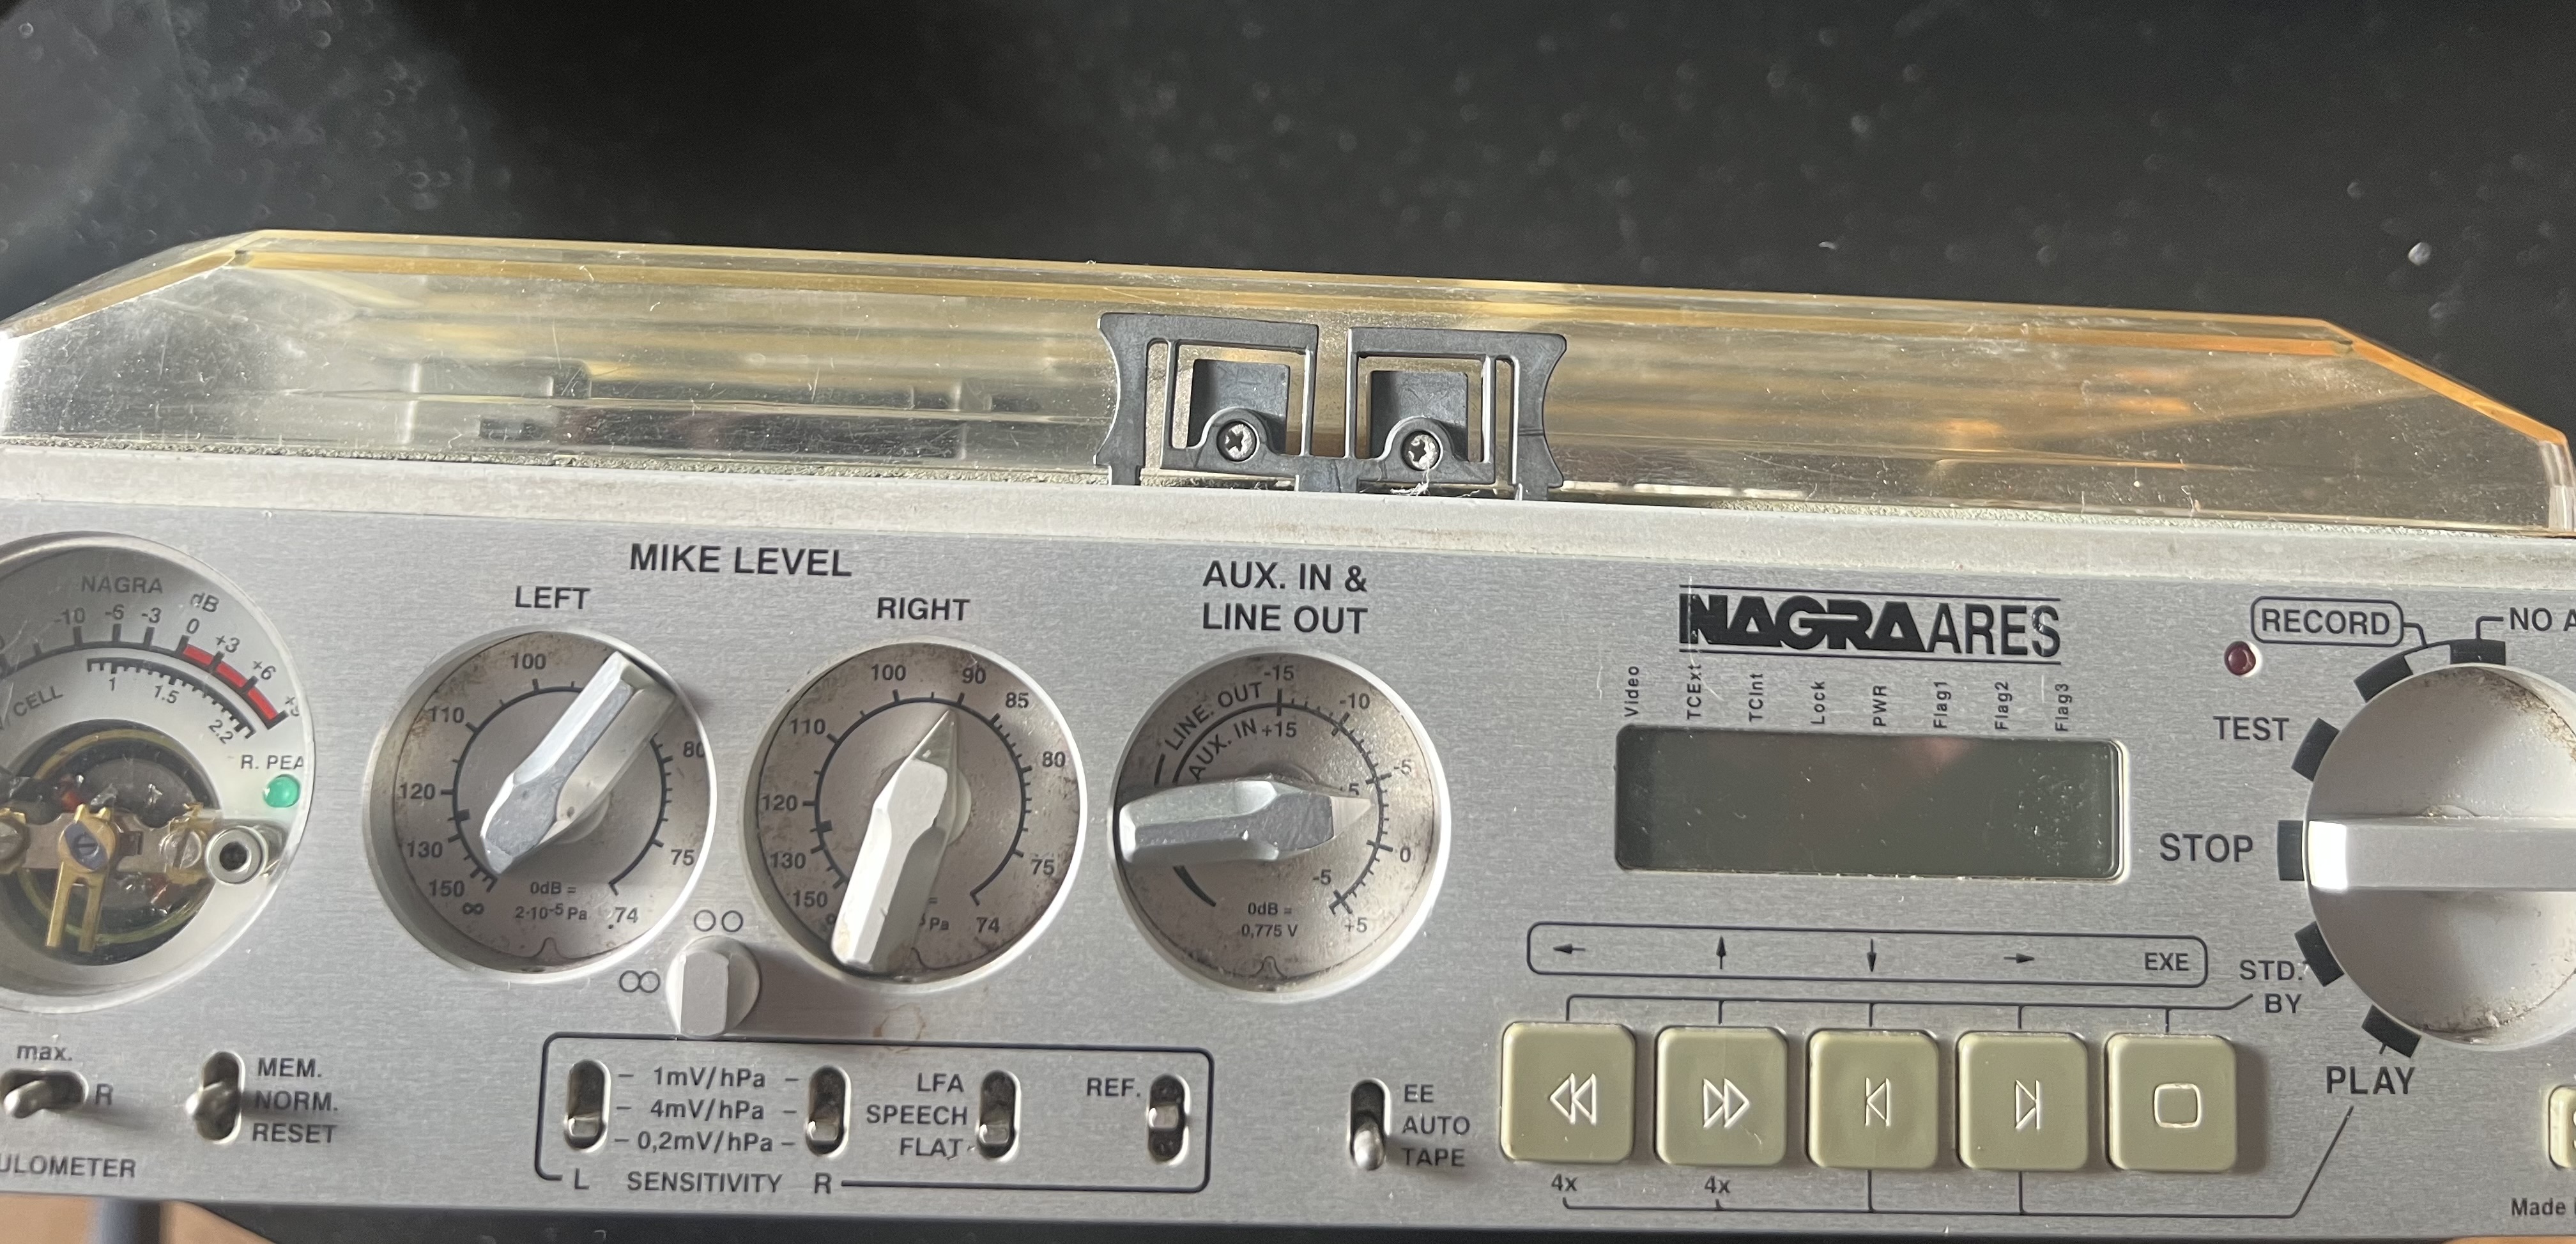 MIKE LEVEL
LEFT
RIGHT
AUX. IN &
LINE OUT
NAGRA
dB
-10 -6 -3 0 +3 +6
1 1.5 2.2
CELL
100
110
80
120
130
75
150
∞
74
0dB =
2·10-5 Pa
100 90
85
110
80
120
130
75
150
74
Pa
-15
LINE. OUT
-10
AUX. IN +15
-5
5
0
-5
+5
0dB =
0,775 V
NAGRA ARES
Video
TCExt
TCInt
Lock
PWR
Flag1
Flag2
Flag3
RECORD
TEST
STOP
STD.
BY
PLAY
← ↑ ↓ → EXE
4x 4x
max.
R
MEM.
NORM.
RESET
1mV/hPa
4mV/hPa
0,2mV/hPa
L SENSITIVITY R
LFA
SPEECH
FLAT
REF.
EE
AUTO
TAPE
Made